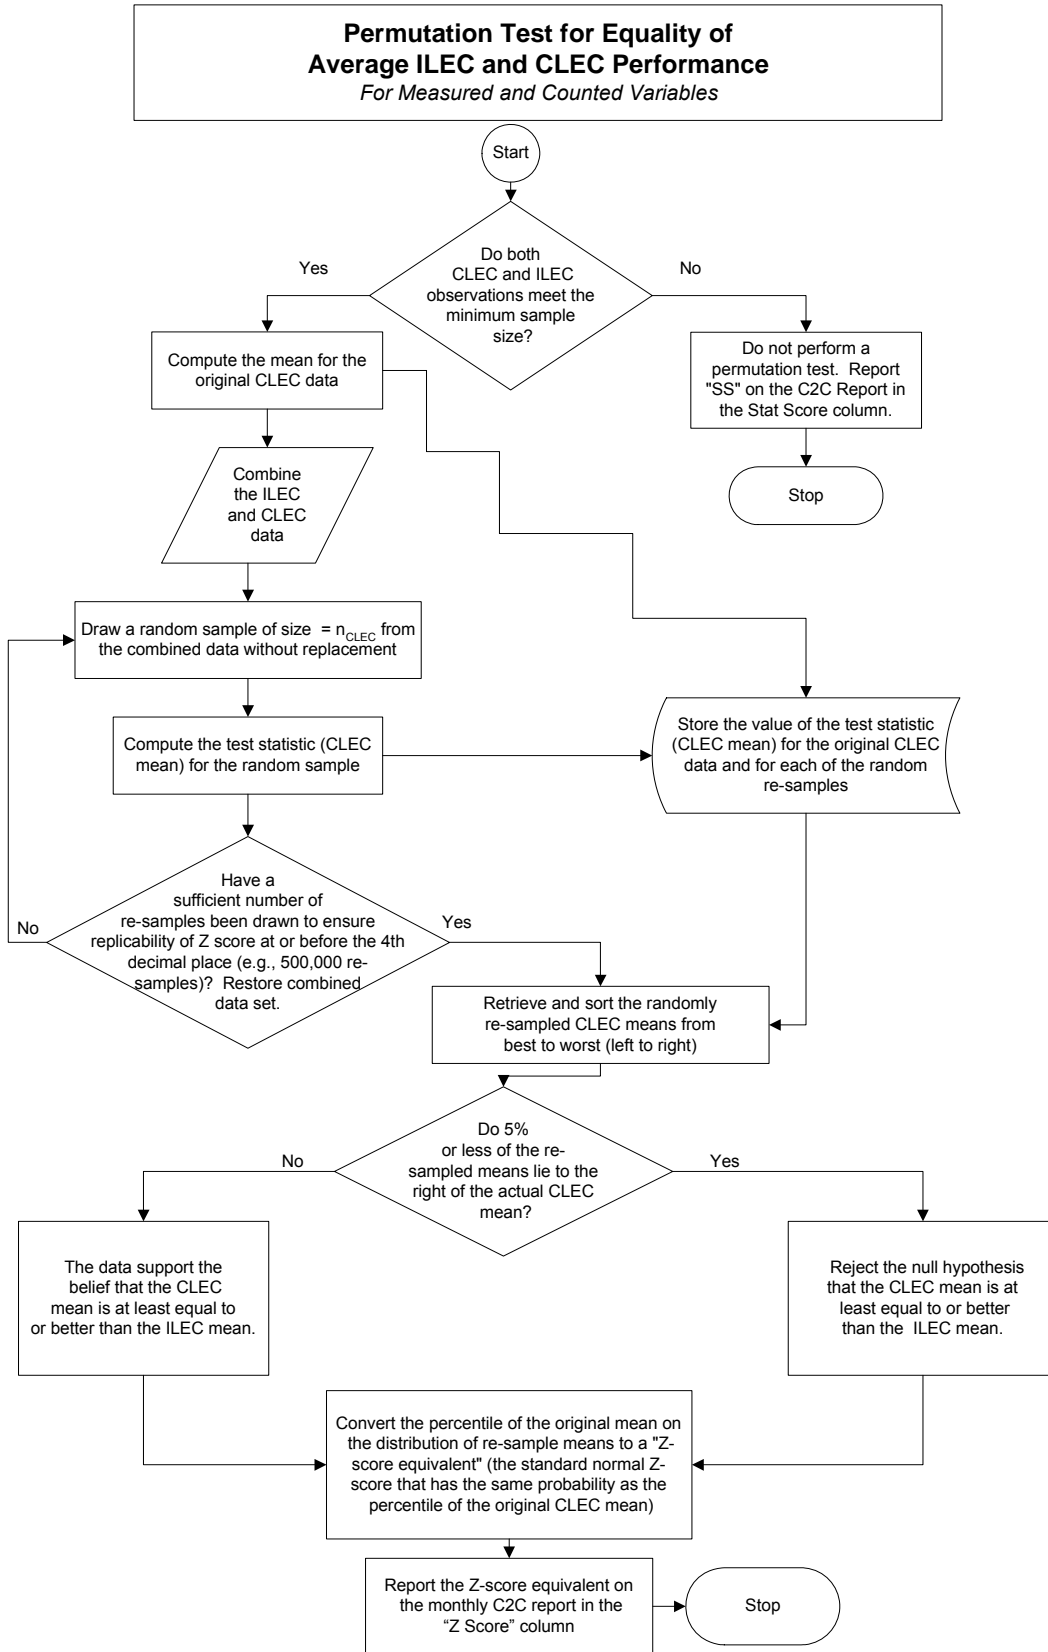 Permutation Test for Equality of
Average ILEC and CLEC Performance
For Measured and Counted Variables
Start
Do both
CLEC and ILEC
observations meet the
minimum sample
size?
Yes
No
Compute the mean for the
original CLEC data
Do not perform a
permutation test. Report
"SS" on the C2C Report in
the Stat Score column.
Stop
Combine
the ILEC
and CLEC
data
Draw a random sample of size = nCLEC from
the combined data without replacement
Compute the test statistic (CLEC
mean) for the random sample
Store the value of the test statistic
(CLEC mean) for the original CLEC
data and for each of the random
re-samples
Have a
sufficient number of
re-samples been drawn to ensure
replicability of Z score at or before the 4th
decimal place (e.g., 500,000 re-
samples)? Restore combined
data set.
No
Yes
Retrieve and sort the randomly
re-sampled CLEC means from
best to worst (left to right)
Do 5%
or less of the re-
sampled means lie to the
right of the actual CLEC
mean?
No
Yes
The data support the
belief that the CLEC
mean is at least equal to
or better than the ILEC mean.
Reject the null hypothesis
that the CLEC mean is at
least equal to or better
than the ILEC mean.
Convert the percentile of the original mean on
the distribution of re-sample means to a "Z-
score equivalent" (the standard normal Z-
score that has the same probability as the
percentile of the original CLEC mean)
Report the Z-score equivalent on
the monthly C2C report in the
“Z Score” column
Stop